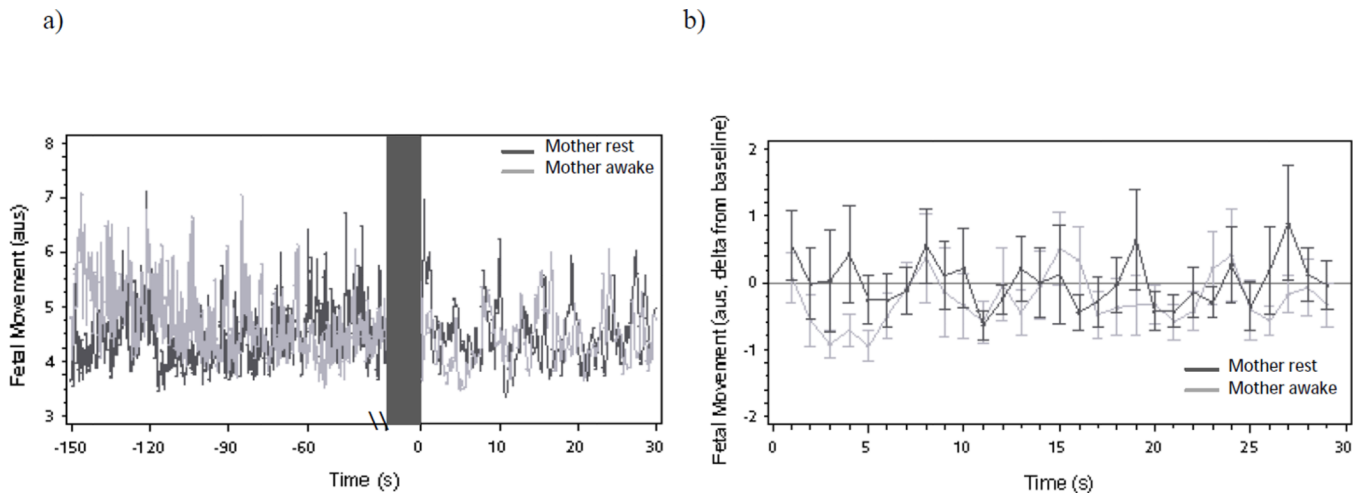 a)
b)
Fetal Movement (aus)
8
7
6
5
4
3
Mother rest
Mother awake
-150
-120
-90
-60
\\
0
10
20
30
Time (s)
Fetal Movement (aus, delta from baseline)
2
1
0
-1
-2
Mother rest
Mother awake
0
5
10
15
20
25
30
Time (s)